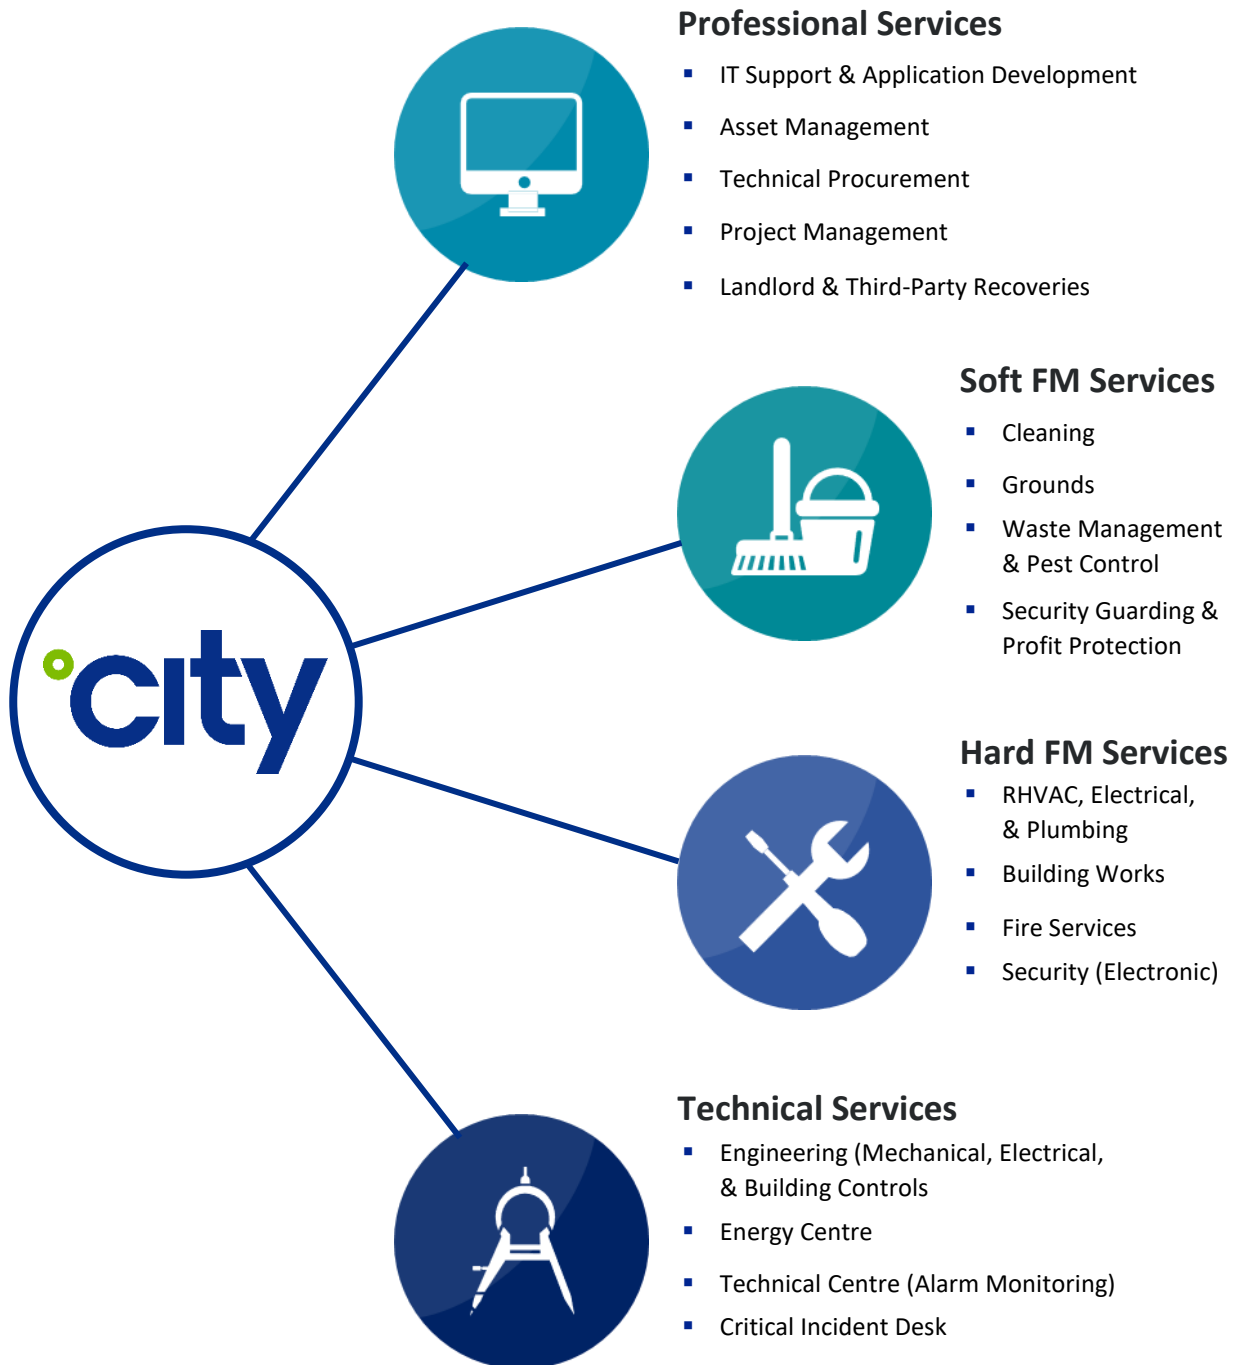 Professional Services
▪ IT Support & Application Development
▪ Asset Management
▪ Technical Procurement
▪ Project Management
▪ Landlord & Third-Party Recoveries
Soft FM Services
▪ Cleaning
▪ Grounds
▪ Waste Management
& Pest Control
▪ Security Guarding &
Profit Protection
city
Hard FM Services
▪ RHVAC, Electrical,
& Plumbing
▪ Building Works
▪ Fire Services
▪ Security (Electronic)
Technical Services
▪ Engineering (Mechanical, Electrical,
& Building Controls
▪ Energy Centre
▪ Technical Centre (Alarm Monitoring)
▪ Critical Incident Desk